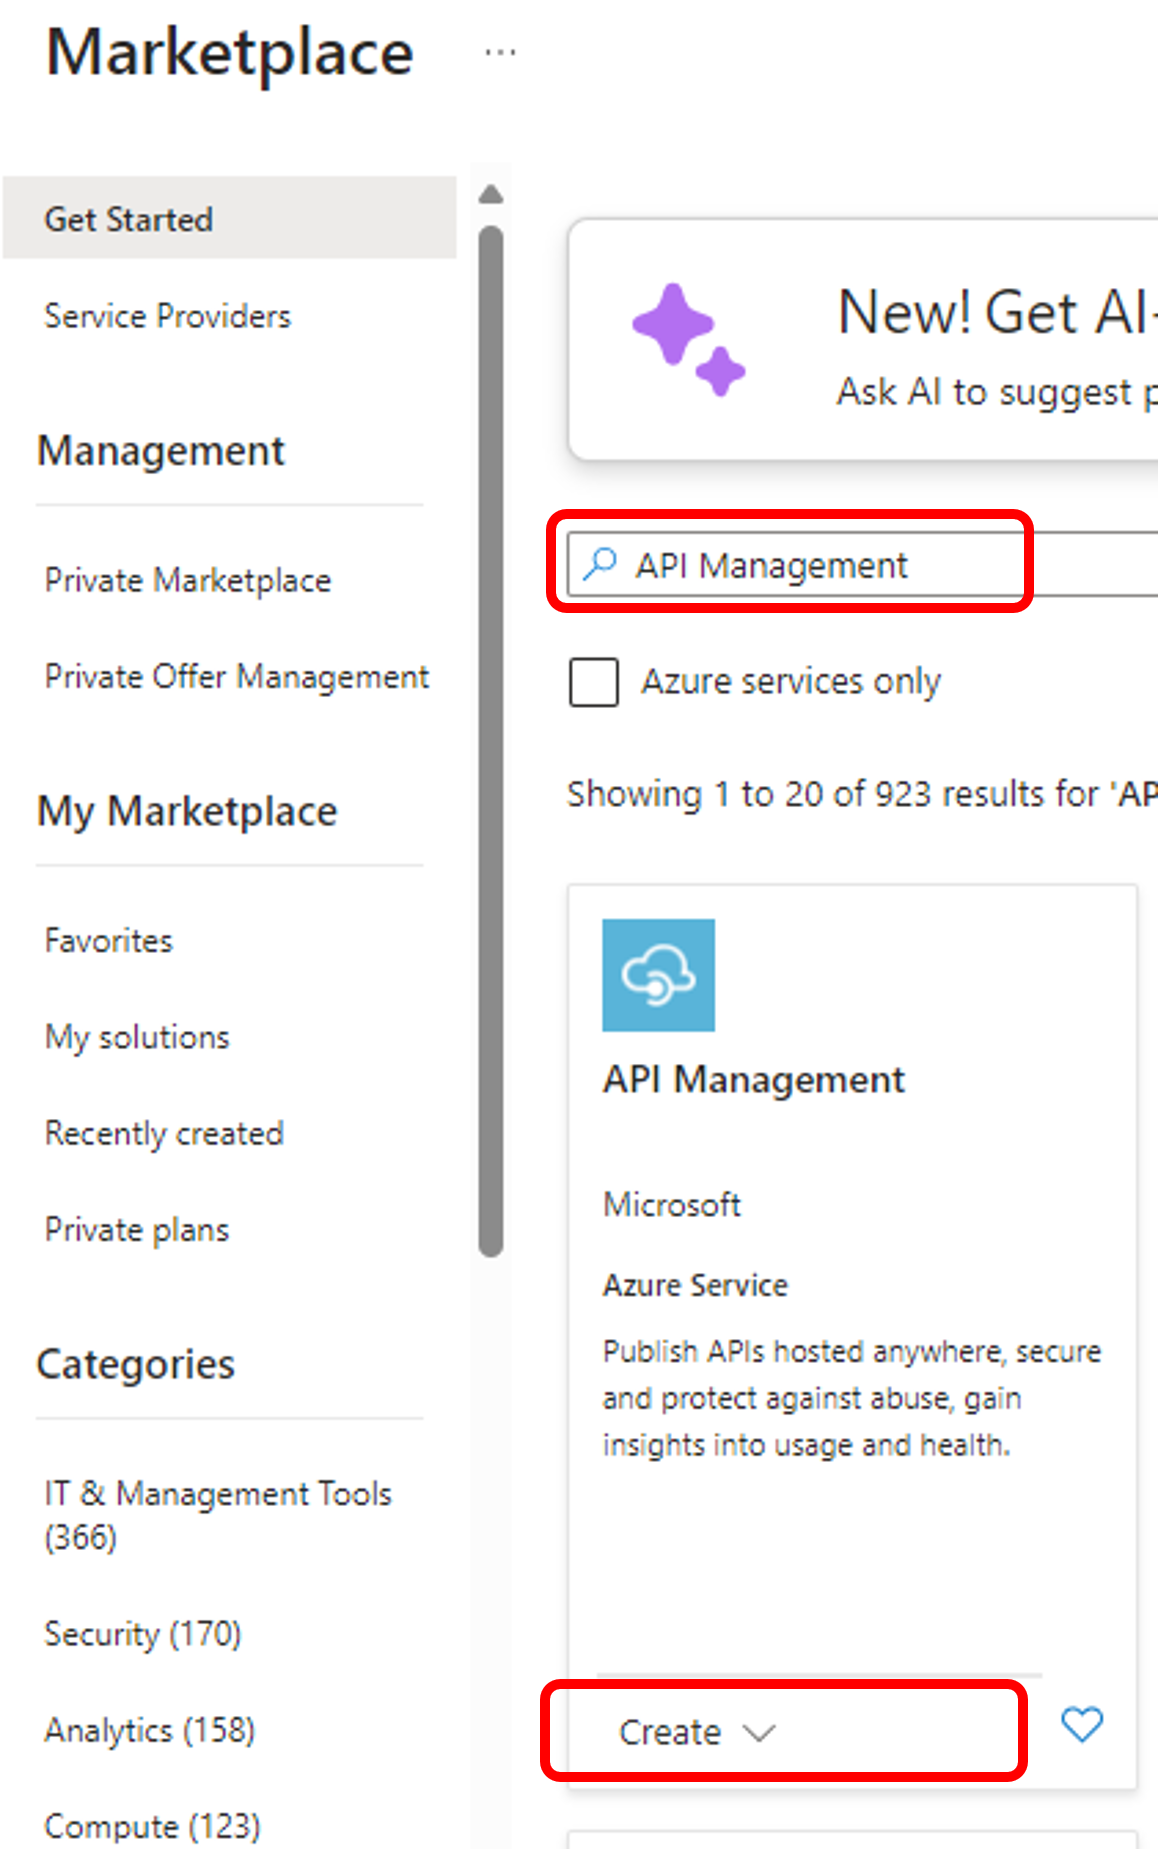 Marketplace ...
Get Started
Service Providers
Management
Private Marketplace
Private Offer Management
My Marketplace
Favorites
My solutions
Recently created
Private plans
Categories
IT & Management Tools
(366)
Security (170)
Analytics (158)
Compute (123)
New! Get AI-
Ask AI to suggest
API Management
Azure services only
Showing 1 to 20 of 923 results for 'AP
API Management
Microsoft
Azure Service
Publish APIs hosted anywhere, secure
and protect against abuse, gain
insights into usage and health.
Create